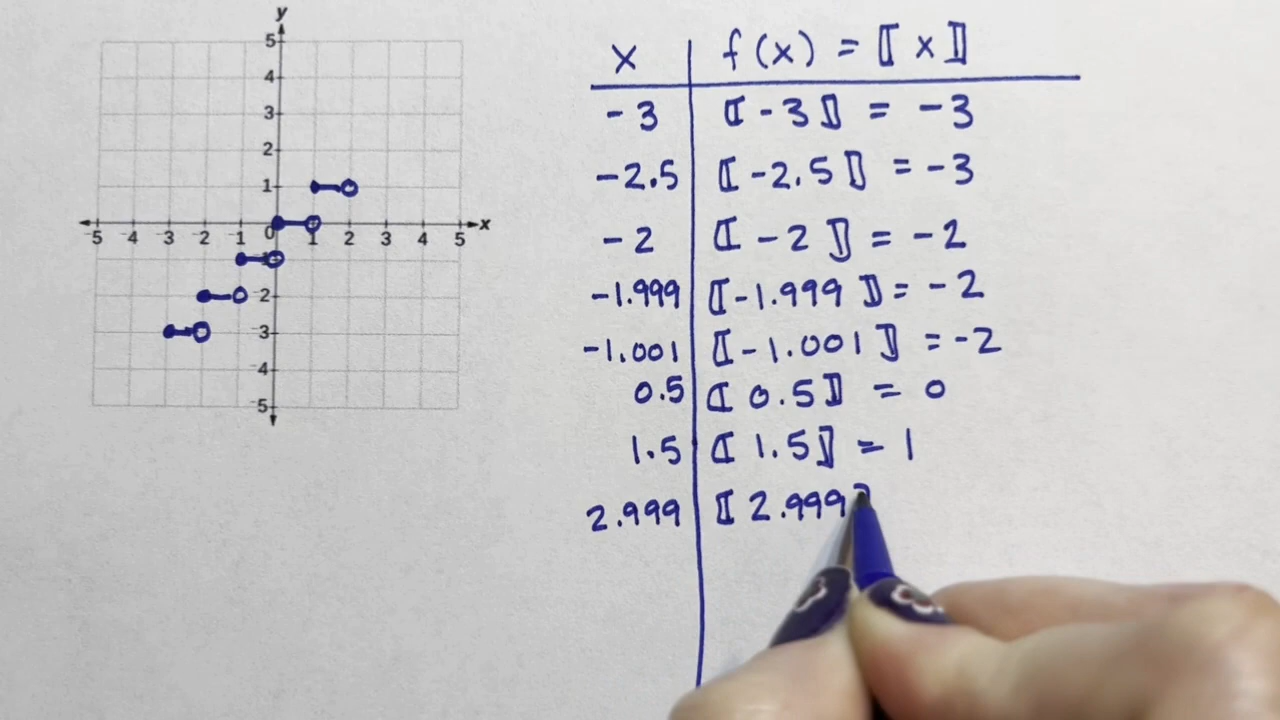 y
5
4
3
2
1
-5 -4 -3 -2 -1 0 1 2 3 4 5 x
-2
-3
-4
-5
x f(x) = ⟦x⟧
-3 ⟦-3⟧ = -3
-2.5 ⟦-2.5⟧ = -3
-2 ⟦-2⟧ = -2
-1.999 ⟦-1.999⟧ = -2
-1.001 ⟦-1.001⟧ = -2
0.5 ⟦0.5⟧ = 0
1.5 ⟦1.5⟧ = 1
2.999 ⟦2.999⟧